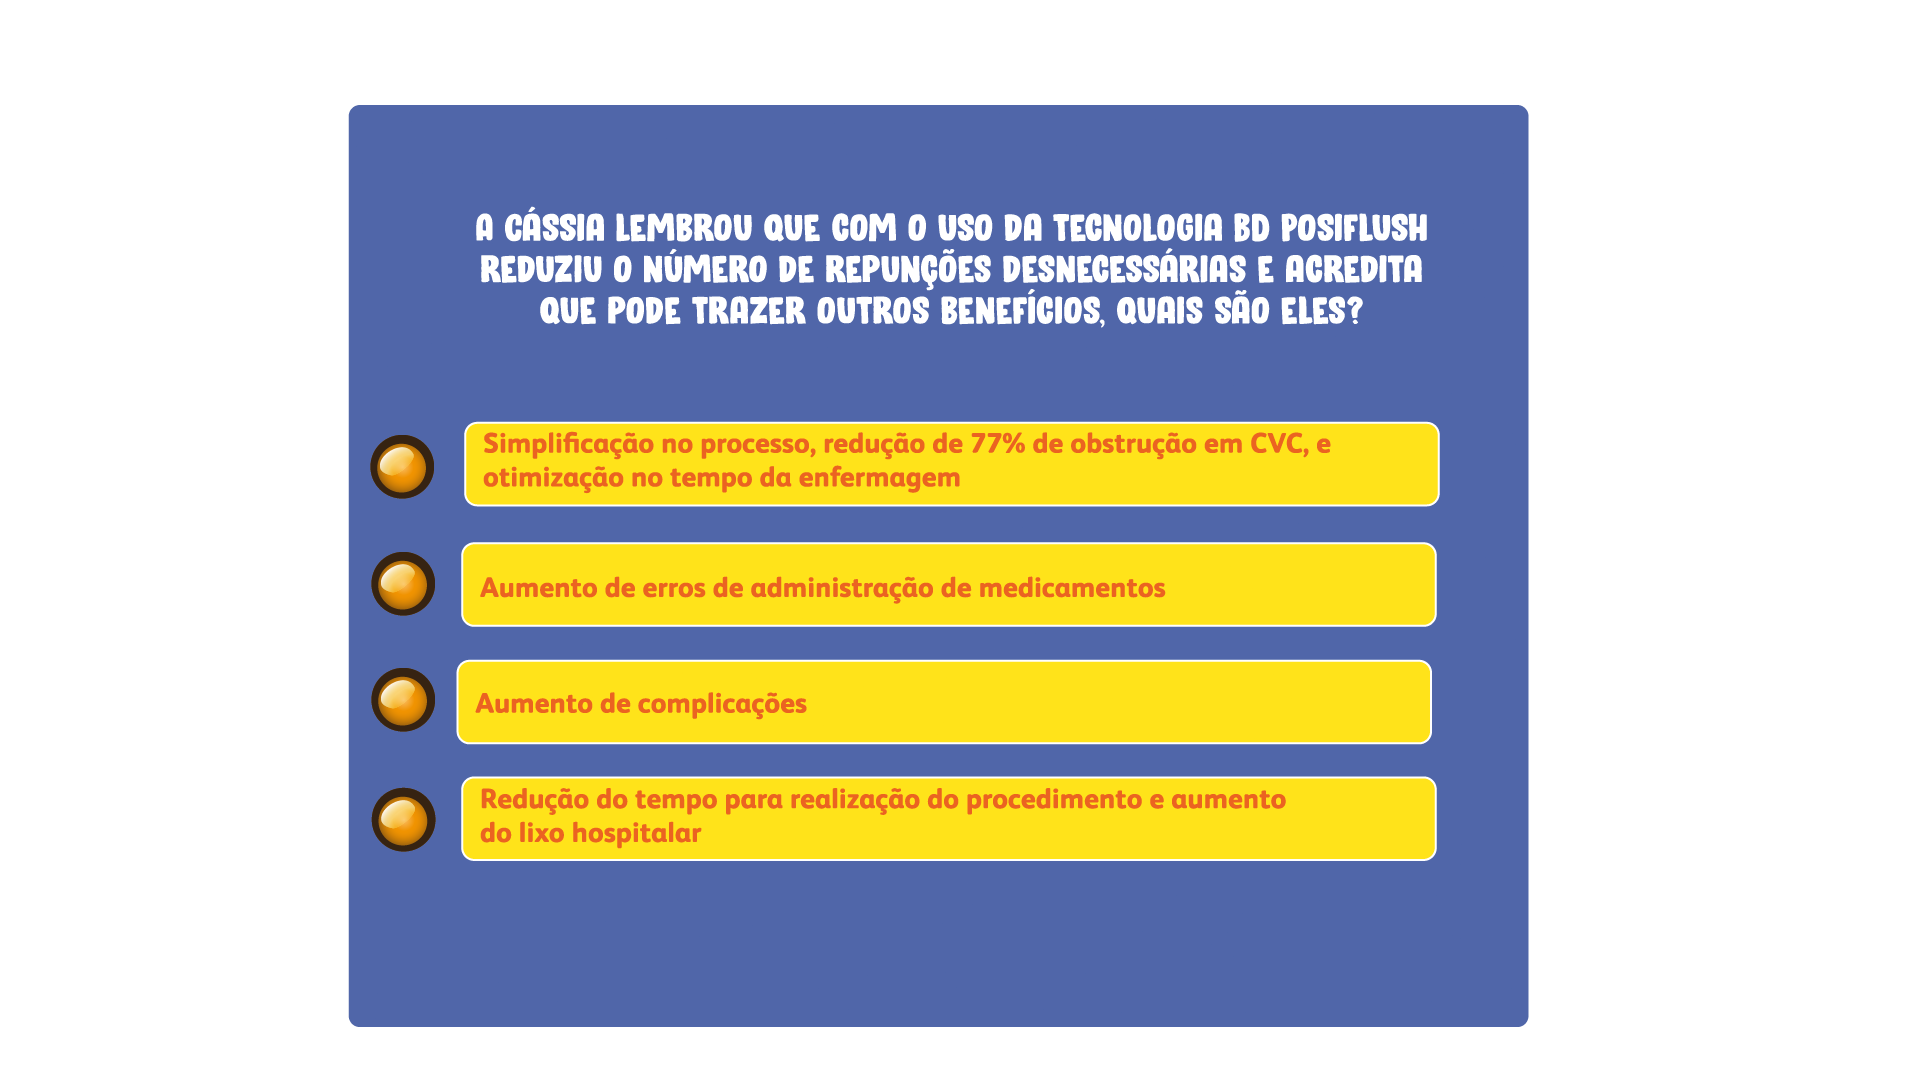 A CÁSSIA LEMBROU QUE COM O USO DA TECNOLOGIA BD POSIFLUSH
REDUZIU O NÚMERO DE REPUNÇÕES DESNECESSÁRIAS E ACREDITA
QUE PODE TRAZER OUTROS BENEFÍCIOS, QUAIS SÃO ELES?
Simplificação no processo, redução de 77% de obstrução em CVC, e
otimização no tempo da enfermagem
Aumento de erros de administração de medicamentos
Aumento de complicações
Redução do tempo para realização do procedimento e aumento
do lixo hospitalar